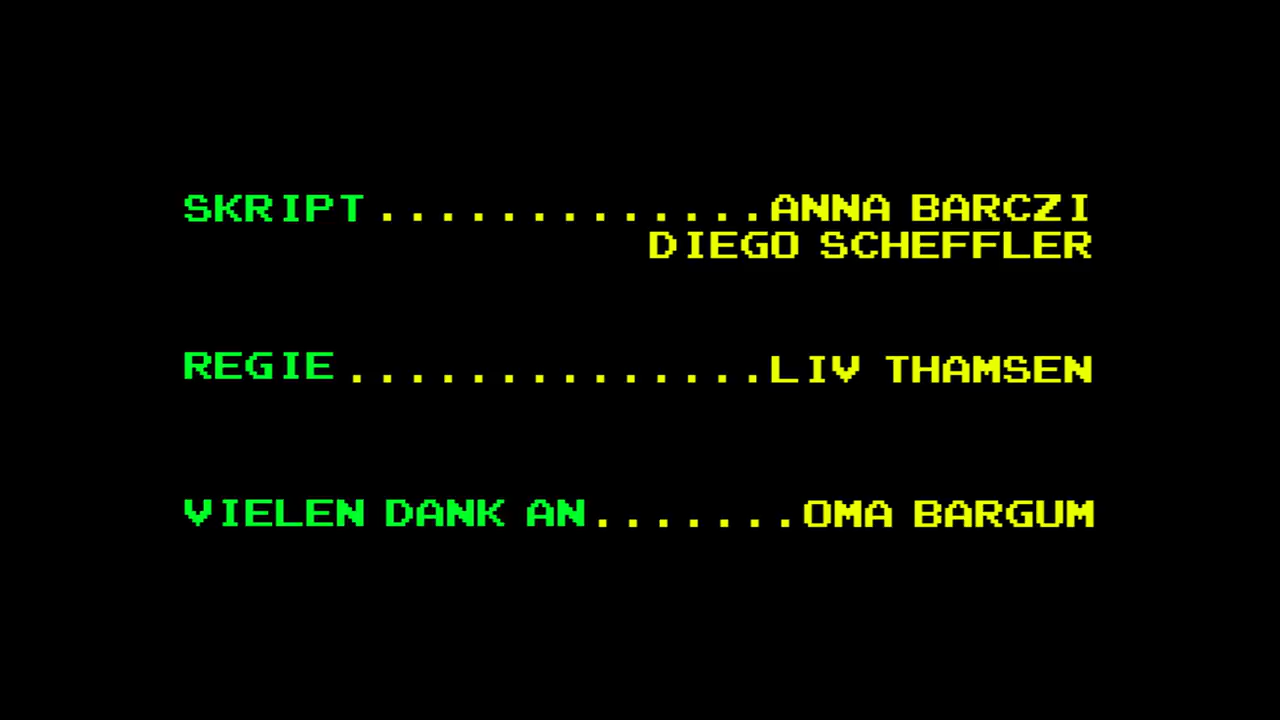 SKRIPT.............ANNA BARCZI
DIEGO SCHEFFLER
REGIE..............LIV THAMSEN
VIELEN DANK AN.......OMA BARGUM